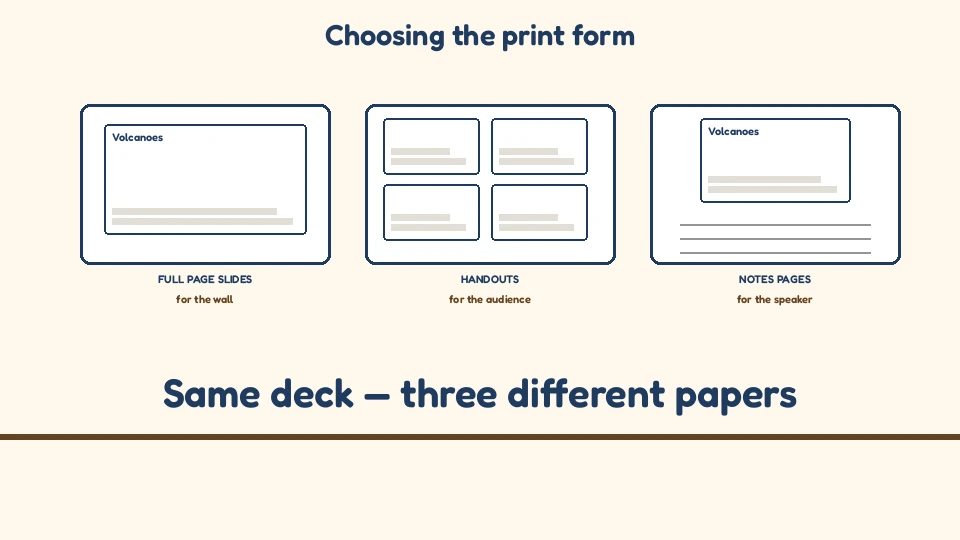 Choosing the print form
Volcanoes
Volcanoes
FULL PAGE SLIDES
HANDOUTS
NOTES PAGES
for the wall
for the audience
for the speaker
Same deck — three different papers